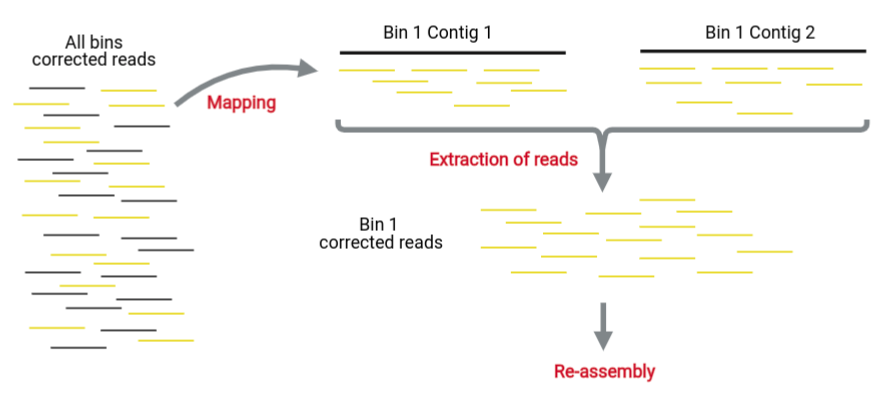 All bins
corrected reads
Mapping
Bin 1 Contig 1
Bin 1 Contig 2
Extraction of reads
Bin 1
corrected reads
Re-assembly